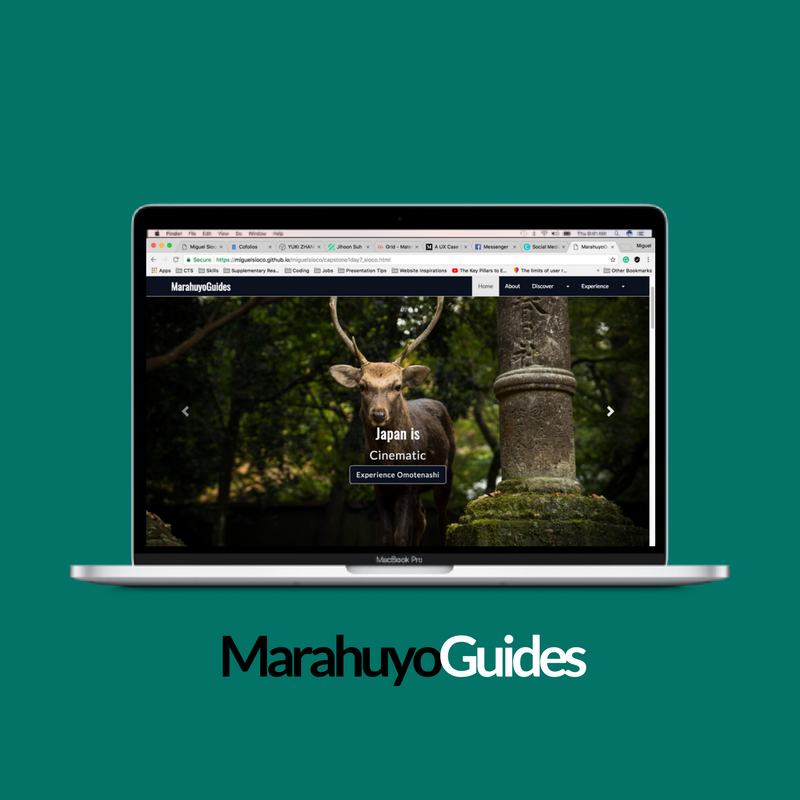 Finder File Edit View Go Window Help Thu 8:41 AM
Miguel Sioc Cofolios YUKI ZHAN Jihoon Suh Grid - Mate A UX Case Messenger Social Medi MarahuyoG Miguel
Secure https://miguelsioco.github.io/miguelsioco/capstone1day7_sioco.html
Apps CTS Skills Supplementary Rea... Coding Jobs Presentation Tips Website Inspirations The Key Pillars to E... The limits of user r... Other Bookmarks
MarahuyoGuides Home About Discover Experience
Japan is
Cinematic
Experience Omotenashi
MacBook Pro
MarahuyoGuides